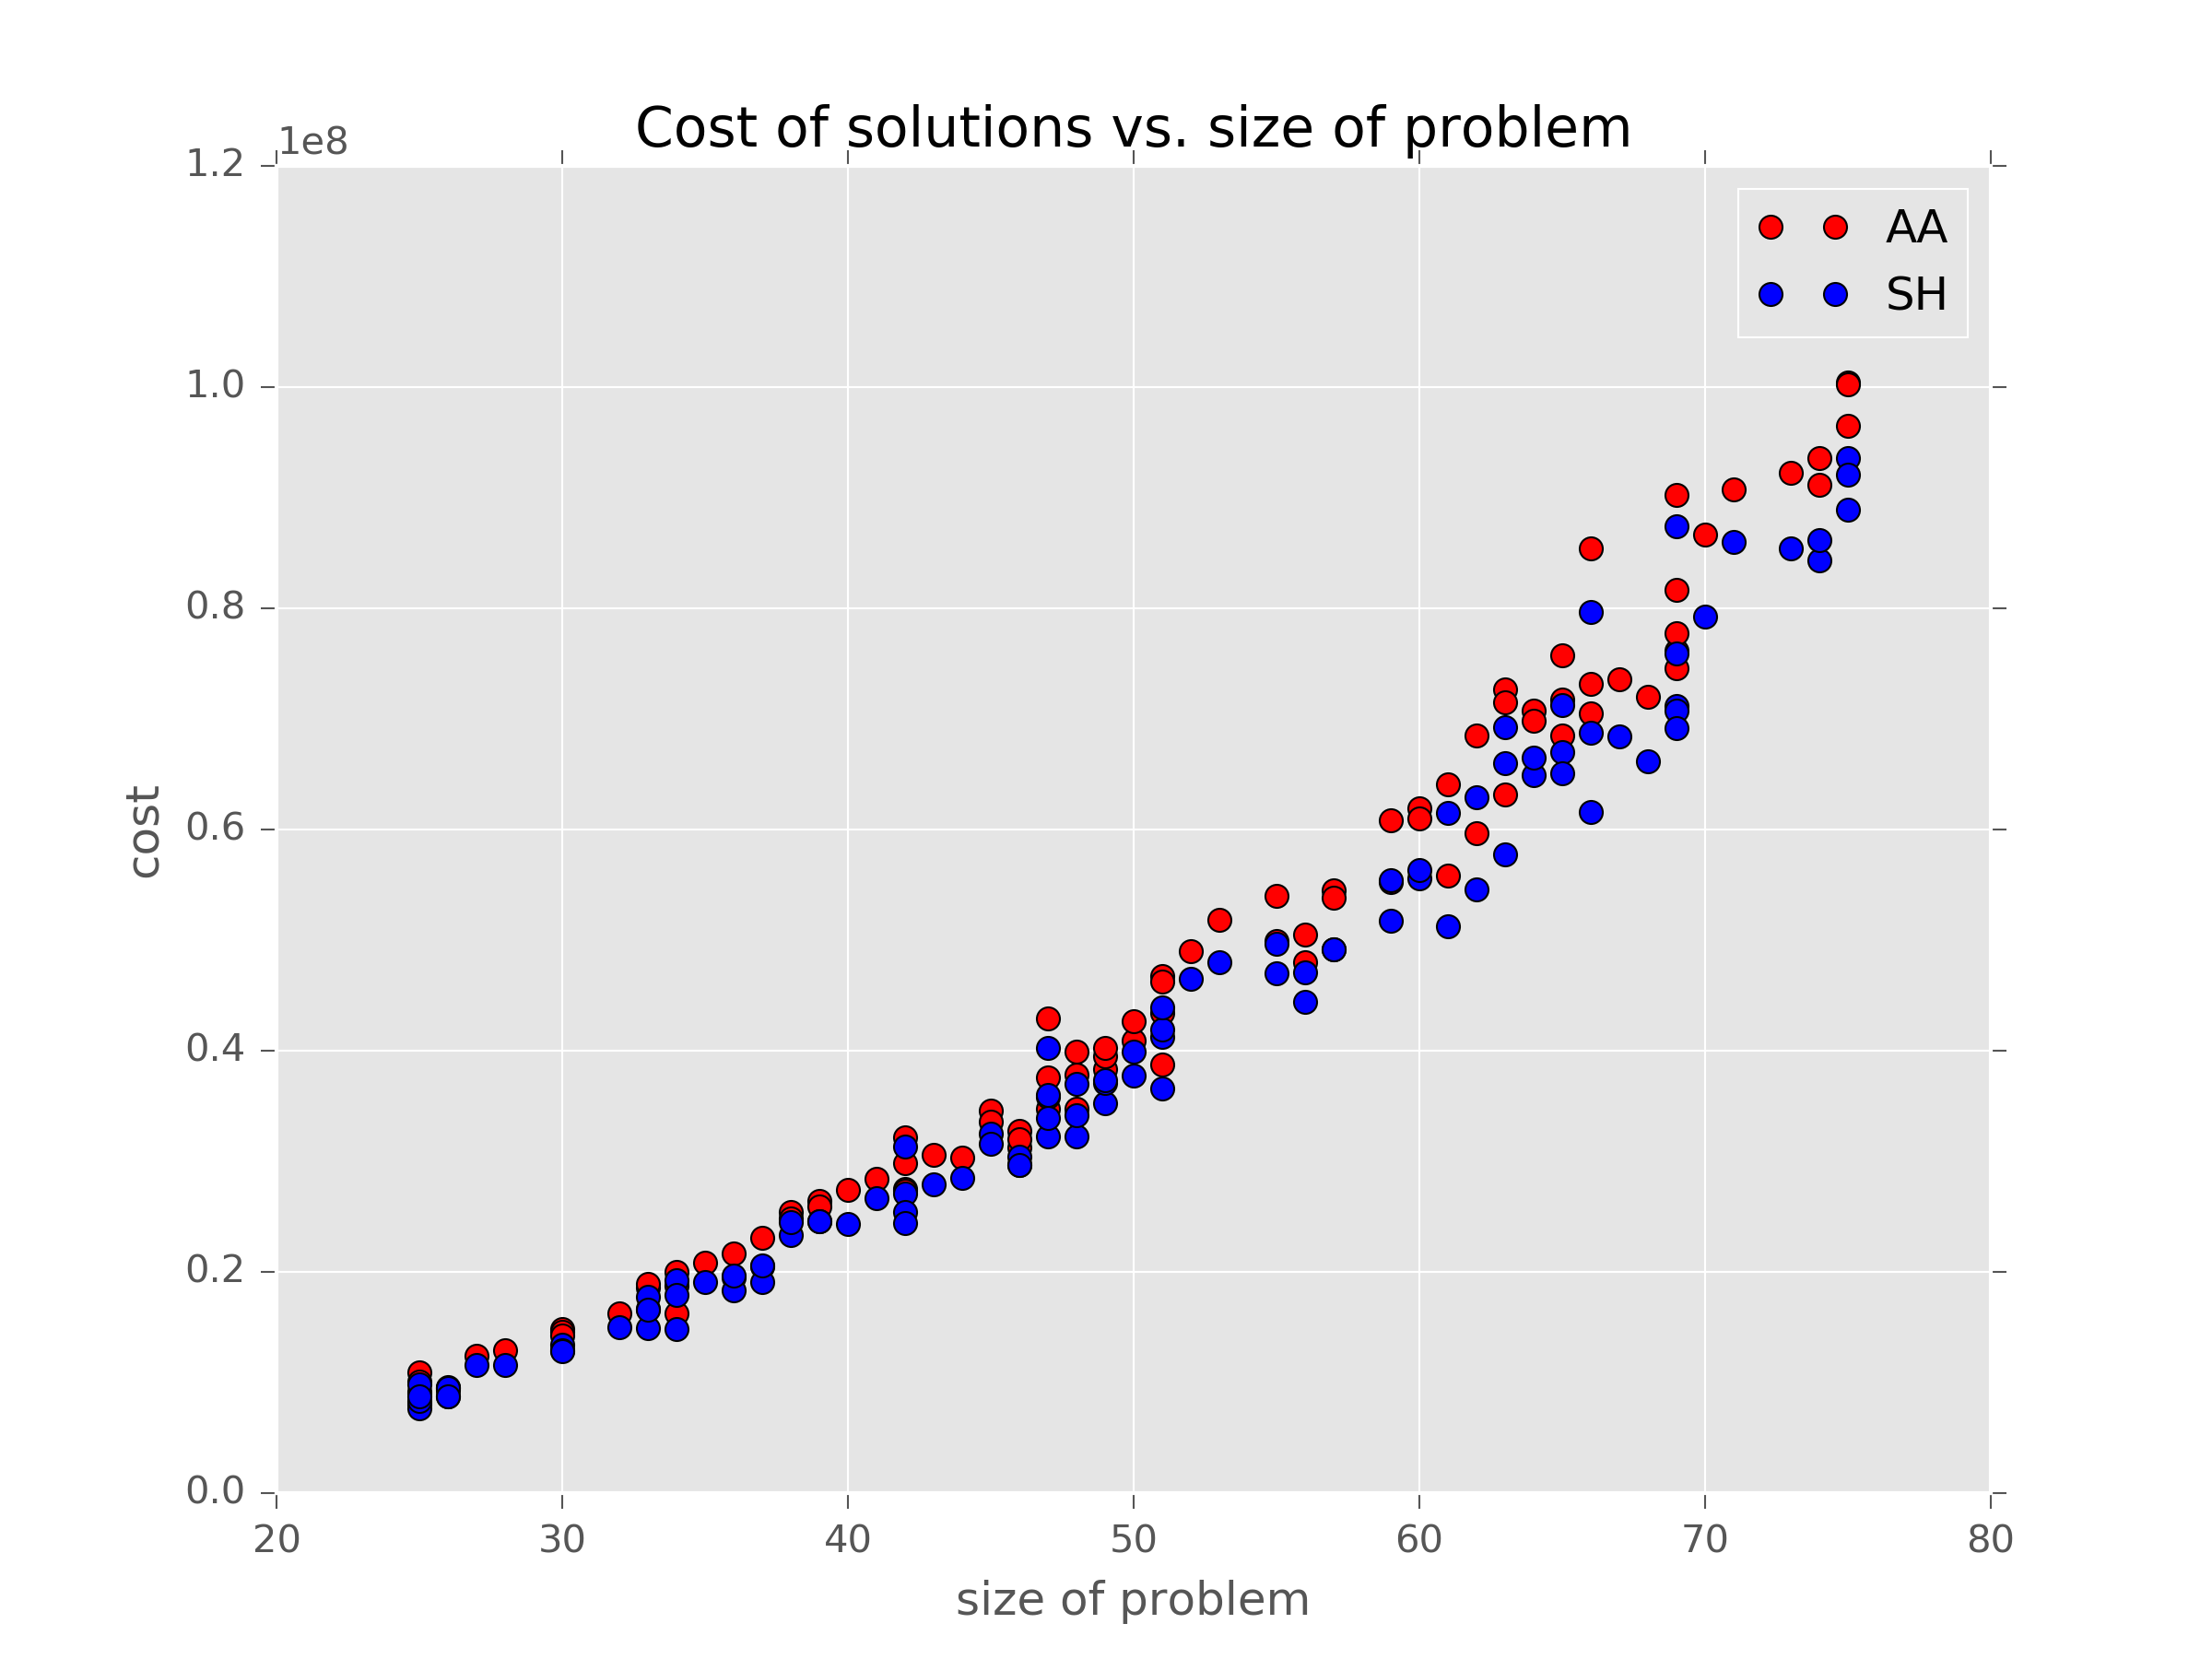 Cost of solutions vs. size of problem
1e8
1.2
1.0
0.8
0.6
0.4
0.2
0.0
cost
AA
SH
20 30 40 50 60 70 80
size of problem